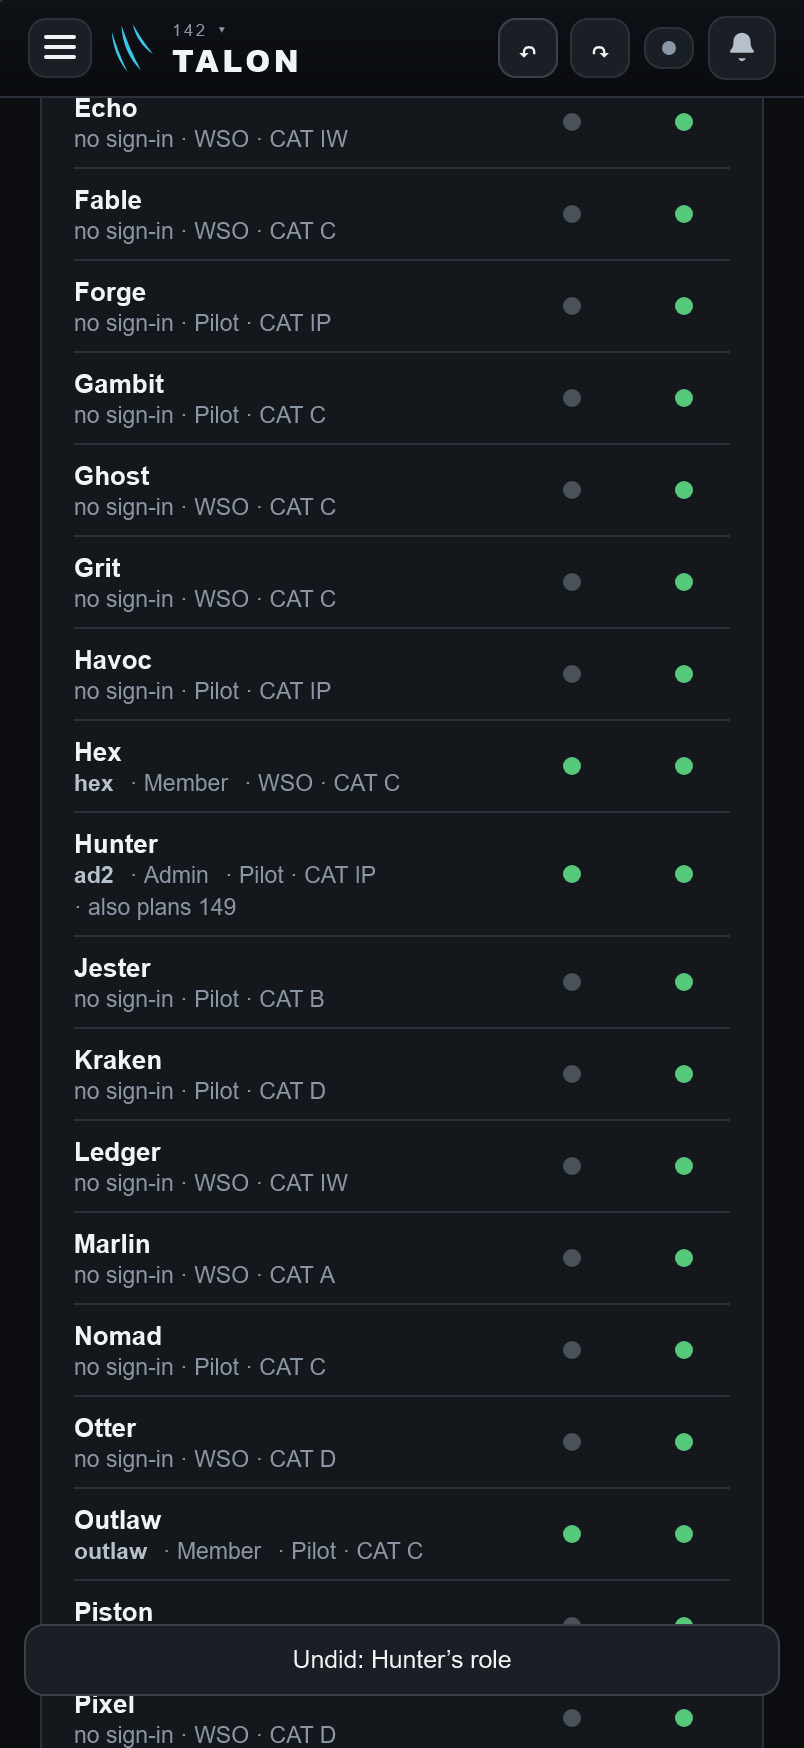 142 ▾
TALON
Echo
no sign-in · WSO · CAT IW
Fable
no sign-in · WSO · CAT C
Forge
no sign-in · Pilot · CAT IP
Gambit
no sign-in · Pilot · CAT C
Ghost
no sign-in · WSO · CAT C
Grit
no sign-in · WSO · CAT C
Havoc
no sign-in · Pilot · CAT IP
Hex
hex · Member · WSO · CAT C
Hunter
ad2 · Admin · Pilot · CAT IP
· also plans 149
Jester
no sign-in · Pilot · CAT B
Kraken
no sign-in · Pilot · CAT D
Ledger
no sign-in · WSO · CAT IW
Marlin
no sign-in · WSO · CAT A
Nomad
no sign-in · Pilot · CAT C
Otter
no sign-in · WSO · CAT D
Outlaw
outlaw · Member · Pilot · CAT C
Piston
Undid: Hunter’s role
Pixel
no sign-in · WSO · CAT D